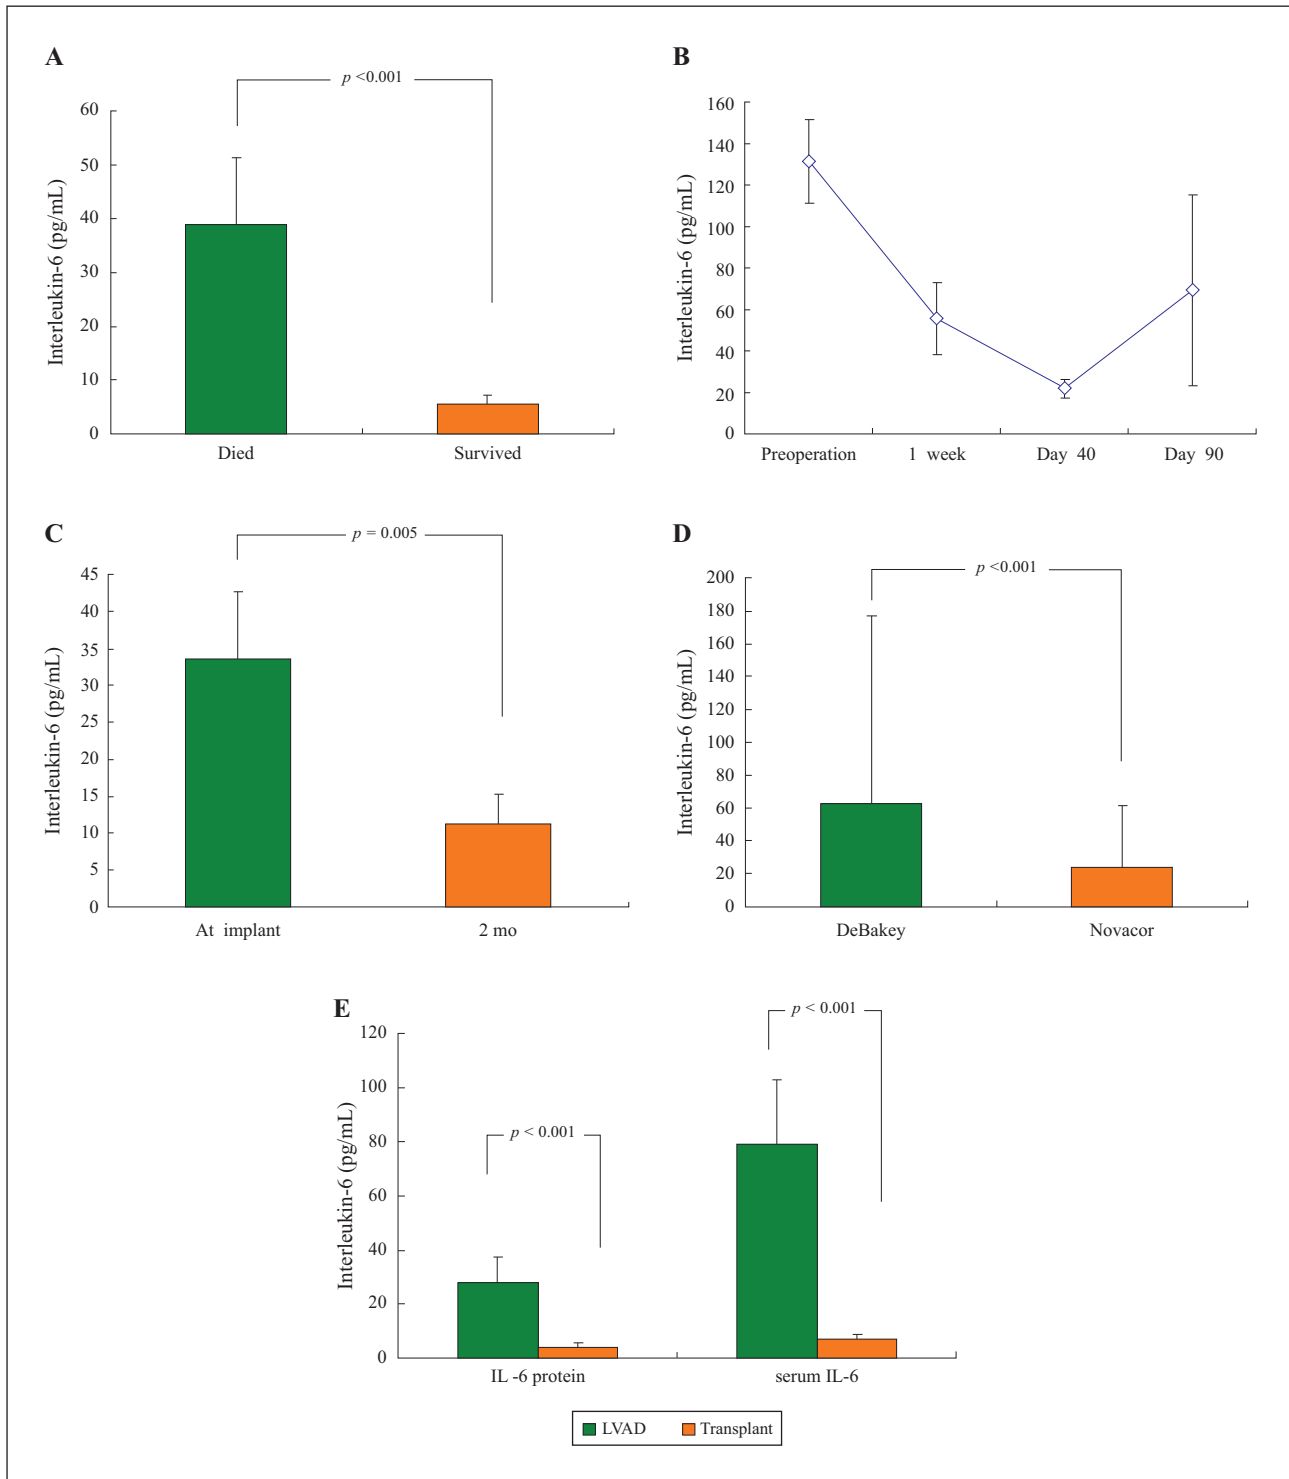 A
p <0.001
60
50
40
30
20
10
0
Interleukin-6 (pg/mL)
Died Survived
B
160
140
120
100
80
60
40
20
0
Interleukin-6 (pg/mL)
Preoperation 1 week Day 40 Day 90
C
p = 0.005
45
40
35
30
25
20
15
10
5
0
Interleukin-6 (pg/mL)
At implant 2 mo
D
p <0.001
200
180
160
140
120
100
80
60
40
20
0
Interleukin-6 (pg/mL)
DeBakey Novacor
E
p < 0.001
p < 0.001
120
100
80
60
40
20
0
Interleukin-6 (pg/mL)
IL -6 protein serum IL-6
LVAD Transplant